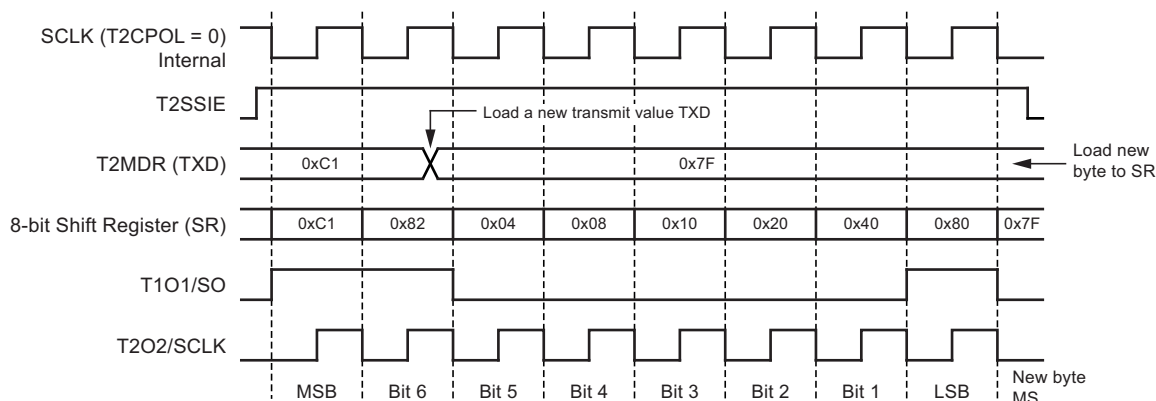 SCLK (T2CPOL = 0)
Internal
T2SSIE
Load a new transmit value TXD
T2MDR (TXD)
0xC1
0x7F
Load new
byte to SR
8-bit Shift Register (SR)
0xC1 0x82 0x04 0x08 0x10 0x20 0x40 0x80 0x7F
T1O1/SO
T2O2/SCLK
MSB Bit 6 Bit 5 Bit 4 Bit 3 Bit 2 Bit 1 LSB New byte
MS